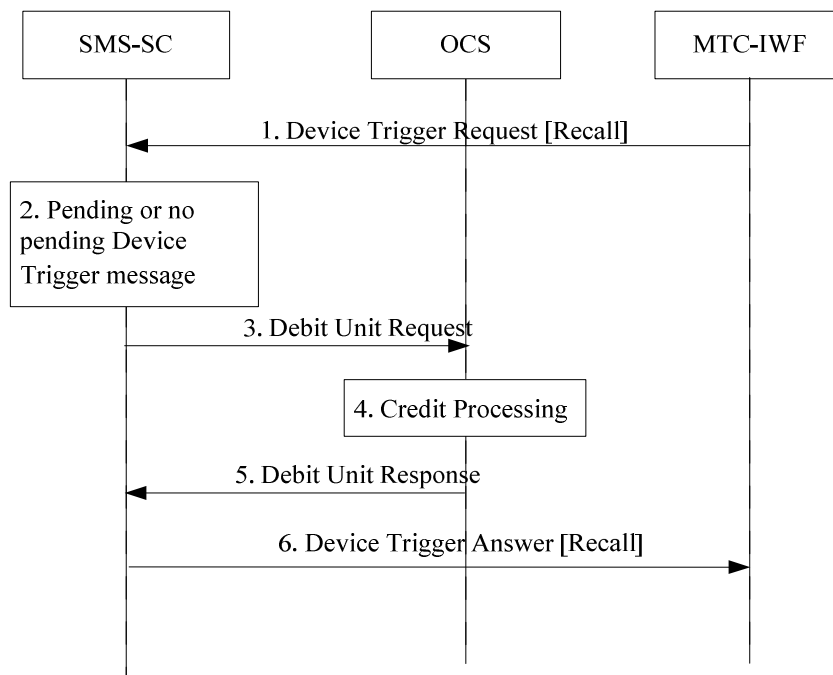 SMS-SC
OCS
MTC-IWF
1. Device Trigger Request [Recall]
2. Pending or no
pending Device
Trigger message
3. Debit Unit Request
4. Credit Processing
5. Debit Unit Response
6. Device Trigger Answer [Recall]